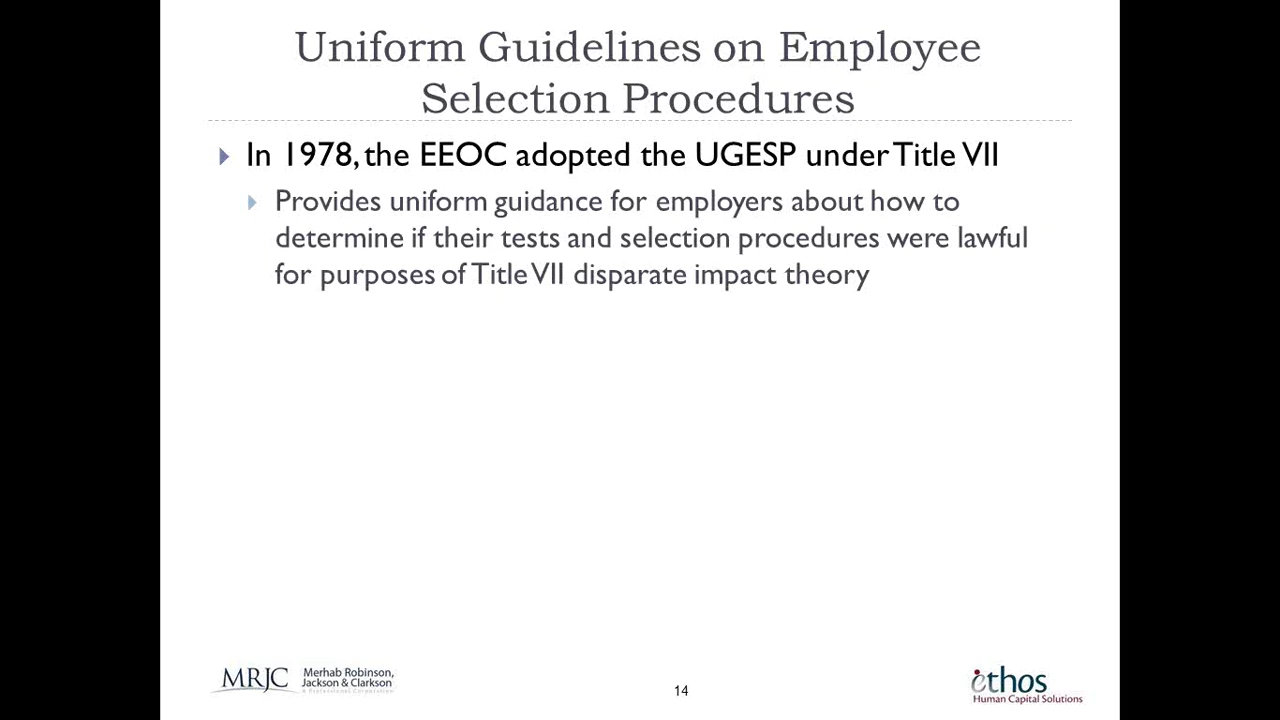 Uniform Guidelines on Employee
Selection Procedures
In 1978, the EEOC adopted the UGESP under Title VII
Provides uniform guidance for employers about how to
determine if their tests and selection procedures were lawful
for purposes of Title VII disparate impact theory
MRJC
Merhab Robinson,
Jackson & Clarkson
A Professional Corporation
14
ethos
Human Capital Solutions